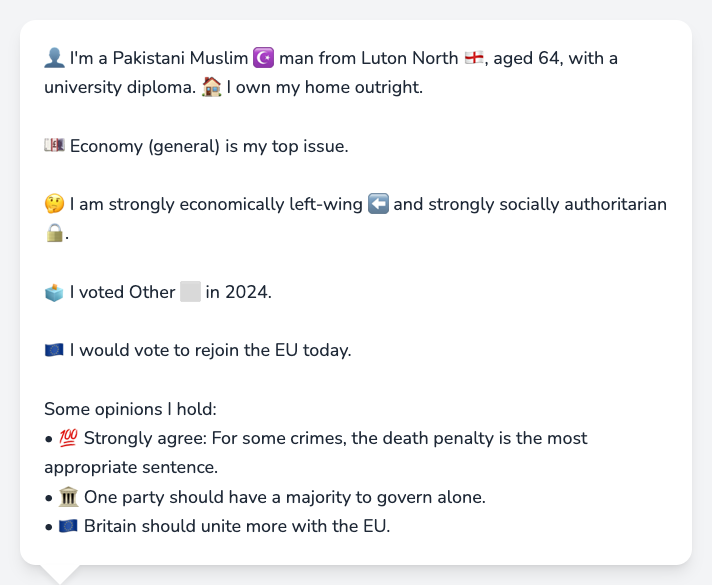 👤 I'm a Pakistani Muslim ☪️ man from Luton North 🏴󠁧󠁢󠁥󠁮󠁧󠁿, aged 64, with a
university diploma. 🏠 I own my home outright.
💷 Economy (general) is my top issue.
🤔 I am strongly economically left-wing ⬅️ and strongly socially authoritarian
🔒.
🗳️ I voted Other ⬜ in 2024.
🇪🇺 I would vote to rejoin the EU today.
Some opinions I hold:
• 💯 Strongly agree: For some crimes, the death penalty is the most
appropriate sentence.
• 🏛️ One party should have a majority to govern alone.
• 🇪🇺 Britain should unite more with the EU.